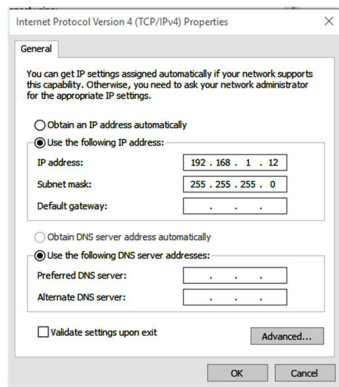 Internet Protocol Version 4 (TCP/IPv4) Properties
General
You can get IP settings assigned automatically if your network supports
this capability. Otherwise, you need to ask your network administrator
for the appropriate IP settings.
Obtain an IP address automatically
Use the following IP address:
IP address: 192 . 168 . 1 . 12
Subnet mask: 255 . 255 . 255 . 0
Default gateway: . . .
Obtain DNS server address automatically
Use the following DNS server addresses:
Preferred DNS server: . . .
Alternate DNS server: . . .
Validate settings upon exit
Advanced...
OK Cancel